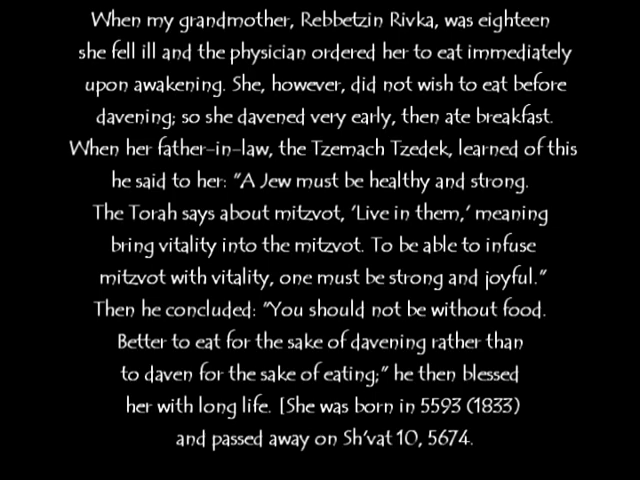 When my grandmother, Rebbetzin Rivka, was eighteen
she fell ill and the physician ordered her to eat immediately
upon awakening. She, however, did not wish to eat before
davening; so she davened very early, then ate breakfast.
When her father-in-law, the Tzemach Tzedek, learned of this
he said to her: "A Jew must be healthy and strong.
The Torah says about mitzvot, 'Live in them,' meaning
bring vitality into the mitzvot. To be able to infuse
mitzvot with vitality, one must be strong and joyful."
Then he concluded: "You should not be without food.
Better to eat for the sake of davening rather than
to daven for the sake of eating;" he then blessed
her with long life. [She was born in 5593 (1833)
and passed away on Sh'vat 10, 5674.